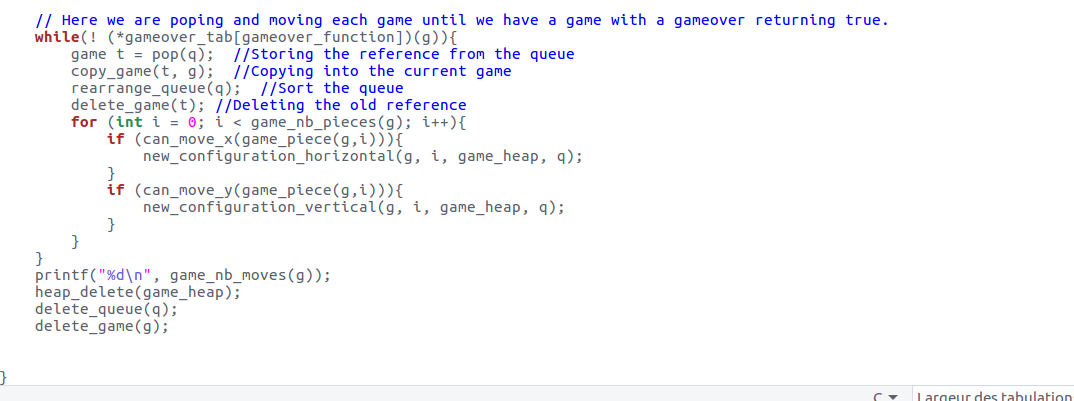 // Here we are poping and moving each game until we have a game with a gameover returning true.
while(! (*gameover_tab[gameover_function])(g)){
game t = pop(q);  //Storing the reference from the queue
copy_game(t, g);  //Copying into the current game
rearrange_queue(q);  //Sort the queue
delete_game(t); //Deleting the old reference
for (int i = 0; i < game_nb_pieces(g); i++){
if (can_move_x(game_piece(g,i))){
new_configuration_horizontal(g, i, game_heap, q);
}
if (can_move_y(game_piece(g,i))){
new_configuration_vertical(g, i, game_heap, q);
}
}
}
printf("%d\n", game_nb_moves(g));
heap_delete(game_heap);
delete_queue(q);
delete_game(g);
}
C Largeur des tabulation